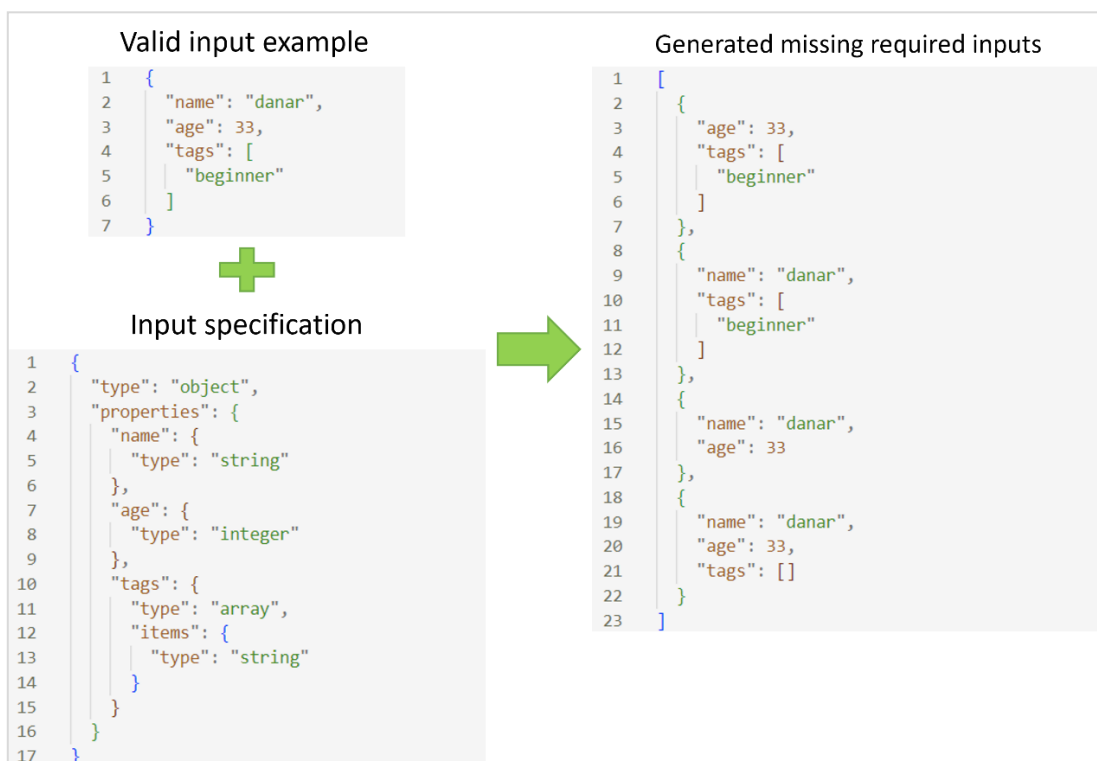 Valid input example
1 {
2 "name": "danar",
3 "age": 33,
4 "tags": [
5 "beginner"
6 ]
7 }
Input specification
1 {
2 "type": "object",
3 "properties": {
4 "name": {
5 "type": "string"
6 },
7 "age": {
8 "type": "integer"
9 },
10 "tags": {
11 "type": "array",
12 "items": {
13 "type": "string"
14 }
15 }
16 }
17 }
Generated missing required inputs
1 [
2 {
3 "age": 33,
4 "tags": [
5 "beginner"
6 ]
7 },
8 {
9 "name": "danar",
10 "tags": [
11 "beginner"
12 ]
13 },
14 {
15 "name": "danar",
16 "age": 33
17 },
18 {
19 "name": "danar",
20 "age": 33,
21 "tags": []
22 }
23 ]